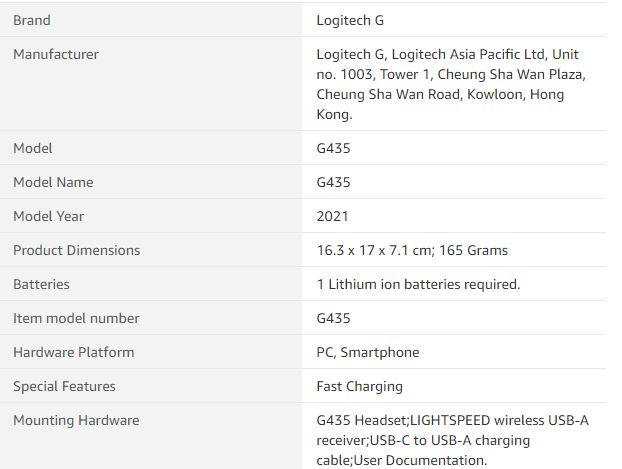 Brand Logitech G
Manufacturer Logitech G, Logitech Asia Pacific Ltd, Unit
no. 1003, Tower 1, Cheung Sha Wan Plaza,
Cheung Sha Wan Road, Kowloon, Hong
Kong.
Model G435
Model Name G435
Model Year 2021
Product Dimensions 16.3 x 17 x 7.1 cm; 165 Grams
Batteries 1 Lithium ion batteries required.
Item model number G435
Hardware Platform PC, Smartphone
Special Features Fast Charging
Mounting Hardware G435 Headset;LIGHTSPEED wireless USB-A
receiver;USB-C to USB-A charging
cable;User Documentation.